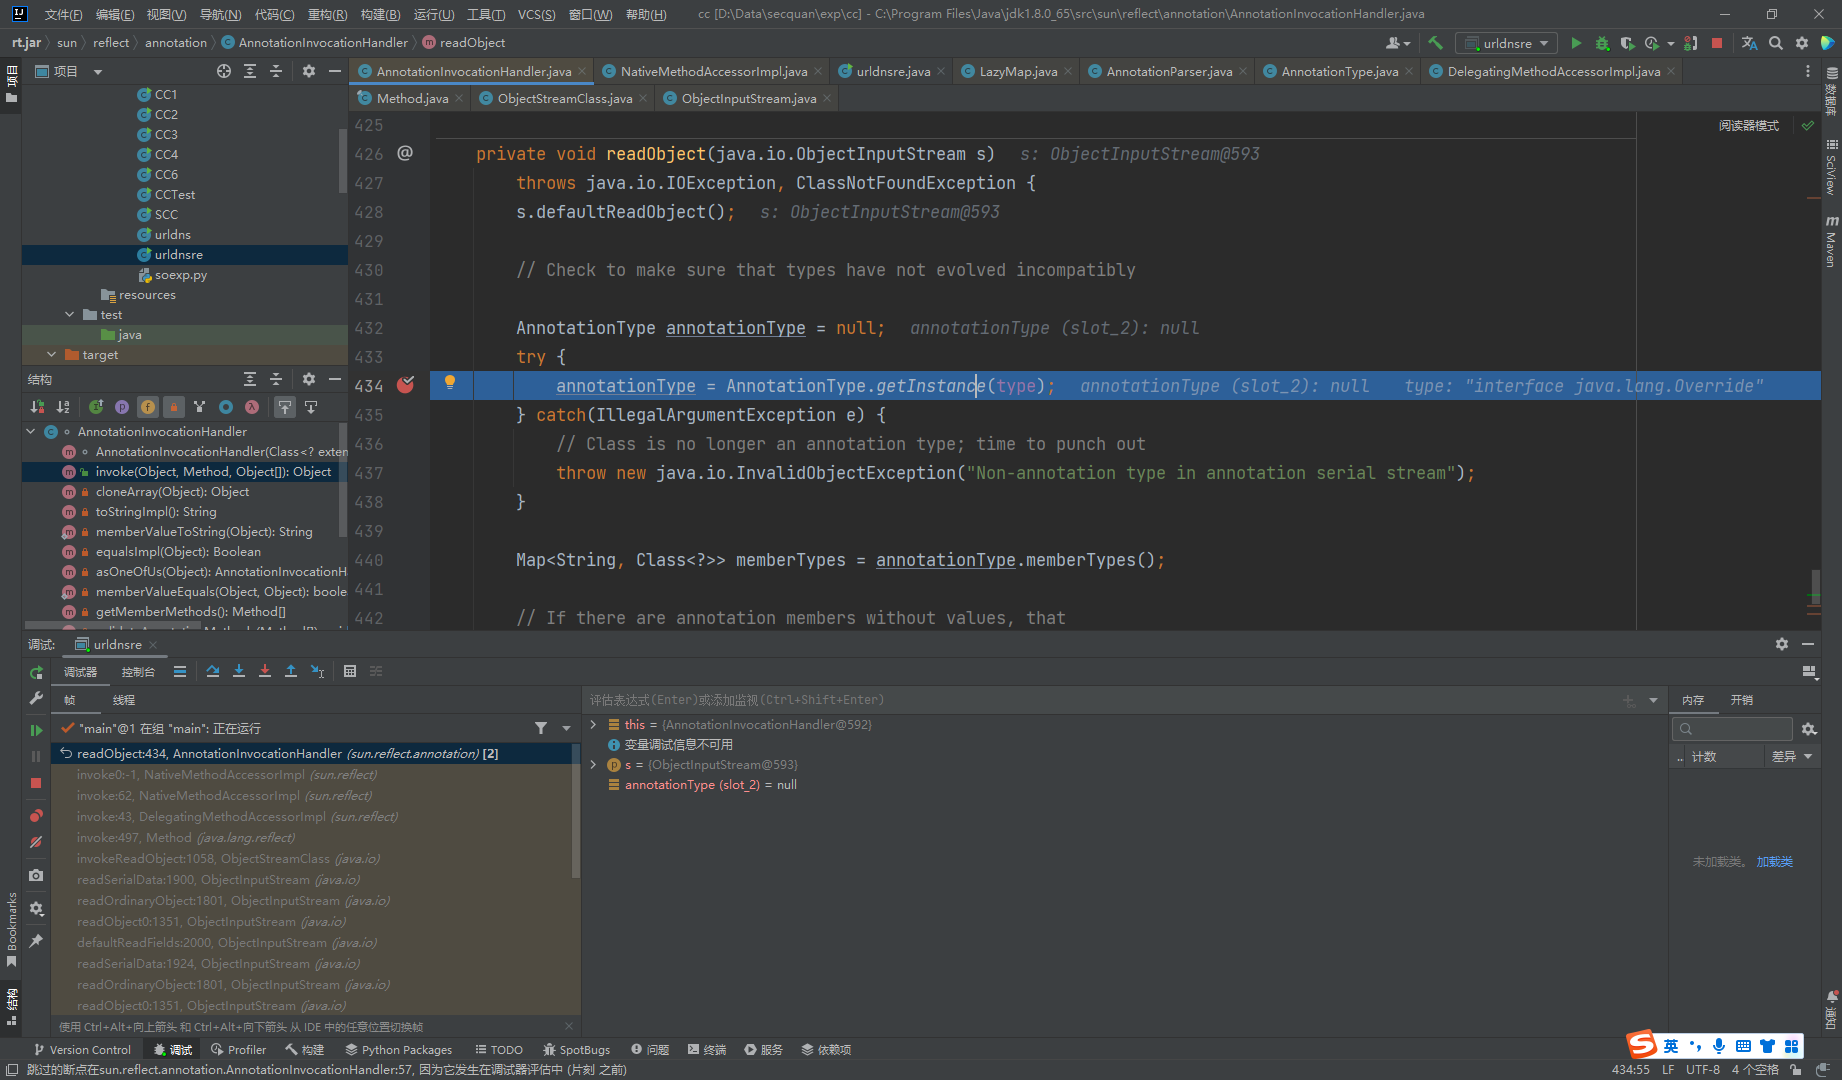 文件(F) 编辑(E) 视图(V) 导航(N) 代码(C) 重构(R) 构建(B) 运行(U) 工具(T) VCS(S) 窗口(W) 帮助(H) cc [D:\Data\secquan\exp\cc] - C:\Program Files\Java\jdk1.8.0_65\src\sun\reflect\annotation\AnnotationInvocationHandler.java
rt.jar sun reflect annotation AnnotationInvocationHandler readObject urldnsre
项目
AnnotationInvocationHandler.java NativeMethodAccessorImpl.java urldnsre.java LazyMap.java AnnotationParser.java AnnotationType.java DelegatingMethodAccessorImpl.java
Method.java ObjectStreamClass.java ObjectInputStream.java
项目
CC1
CC2
CC3
CC4
CC6
CCTest
SCC
urldns
urldnsre
soexp.py
resources
test
java
target
结构
AnnotationInvocationHandler
AnnotationInvocationHandler(Class<? exten
invoke(Object, Method, Object[]): Object
cloneArray(Object): Object
toStringImpl(): String
memberValueToString(Object): String
equalsImpl(Object): Boolean
asOneOfUs(Object): AnnotationInvocationH
memberValueEquals(Object, Object): boole
getMemberMethods(): Method[]
阅读器模式
425
426 @ private void readObject(java.io.ObjectInputStream s) s: ObjectInputStream@593
427 throws java.io.IOException, ClassNotFoundException {
428 s.defaultReadObject(); s: ObjectInputStream@593
429
430 // Check to make sure that types have not evolved incompatibly
431
432 AnnotationType annotationType = null; annotationType (slot_2): null
433 try {
434 annotationType = AnnotationType.getInstance(type); annotationType (slot_2): null type: "interface java.lang.Override"
435 } catch(IllegalArgumentException e) {
436 // Class is no longer an annotation type; time to punch out
437 throw new java.io.InvalidObjectException("Non-annotation type in annotation serial stream");
438 }
439
440 Map<String, Class<?>> memberTypes = annotationType.memberTypes();
441
442 // If there are annotation members without values, that
数据库
SciView
Maven
通知
调试: urldnsre
调试器 控制台
帧 线程
"main"@1 在组 "main": 正在运行
readObject:434, AnnotationInvocationHandler (sun.reflect.annotation) [2]
invoke0:-1, NativeMethodAccessorImpl (sun.reflect)
invoke:62, NativeMethodAccessorImpl (sun.reflect)
invoke:43, DelegatingMethodAccessorImpl (sun.reflect)
invoke:497, Method (java.lang.reflect)
invokeReadObject:1058, ObjectStreamClass (java.io)
readSerialData:1900, ObjectInputStream (java.io)
readOrdinaryObject:1801, ObjectInputStream (java.io)
readObject0:1351, ObjectInputStream (java.io)
defaultReadFields:2000, ObjectInputStream (java.io)
readSerialData:1924, ObjectInputStream (java.io)
readOrdinaryObject:1801, ObjectInputStream (java.io)
readObject0:1351, ObjectInputStream (java.io)
使用 Ctrl+Alt+向上箭头 和 Ctrl+Alt+向下箭头 从 IDE 中的任意位置切换帧
评估表达式(Enter)或添加监视(Ctrl+Shift+Enter)
this = {AnnotationInvocationHandler@592}
变量调试信息不可用
s = {ObjectInputStream@593}
annotationType (slot_2) = null
内存 开销
.. 计数 差异
未加载类。 加载类
Bookmarks
结构
Version Control 调试 Profiler 构建 Python Packages TODO SpotBugs 问题 终端 服务 依赖项
英
跳过的断点在sun.reflect.annotation.AnnotationInvocationHandler:57, 因为它发生在调试器评估中 (片刻 之前)
434:55 LF UTF-8 4 个空格